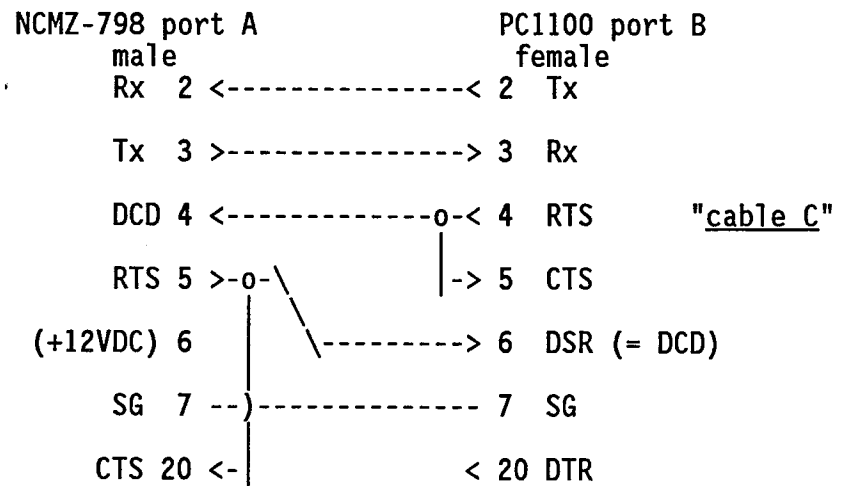 NCMZ-798 port A PC1100 port B
male female
Rx 2 <---------------< 2 Tx
Tx 3 >---------------> 3 Rx
DCD 4 <-------------o-< 4 RTS "cable C"
RTS 5 >-o-\ |-> 5 CTS
(+12VDC) 6 \---------> 6 DSR (= DCD)
SG 7 --)-------------- 7 SG
CTS 20 <-| < 20 DTR